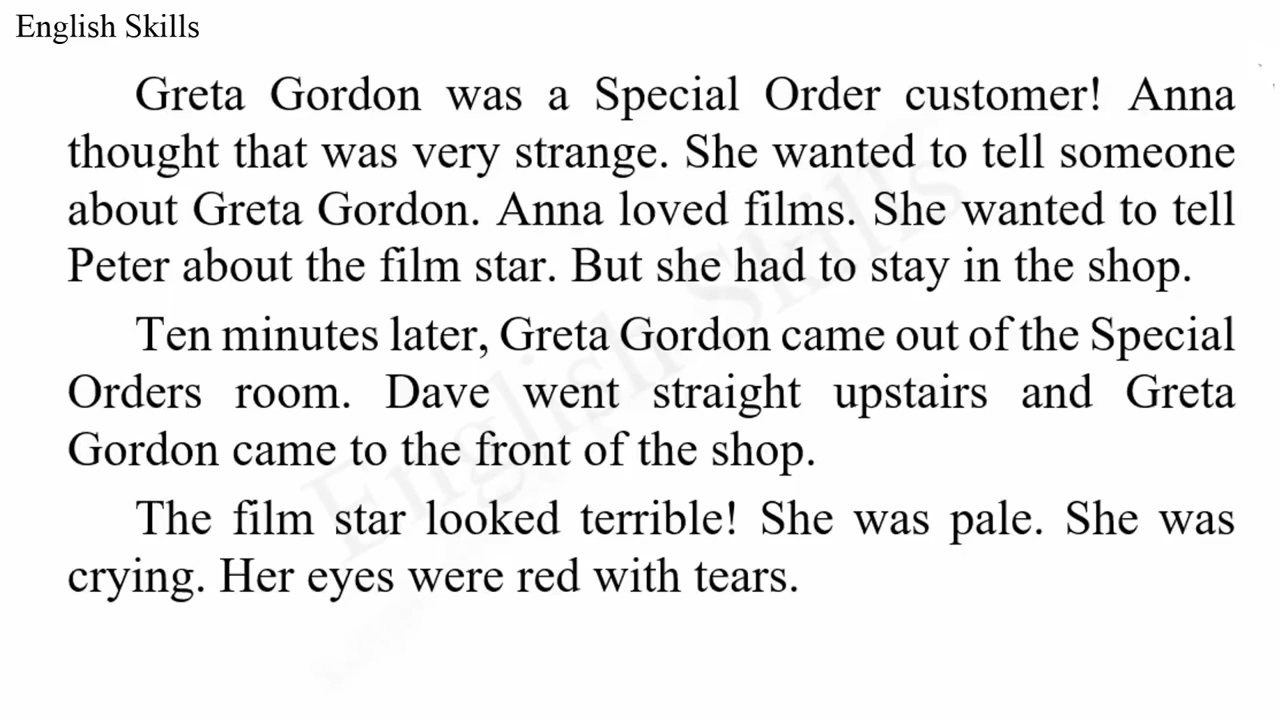 English Skills
Greta Gordon was a Special Order customer! Anna
thought that was very strange. She wanted to tell someone
about Greta Gordon. Anna loved films. She wanted to tell
Peter about the film star. But she had to stay in the shop.
Ten minutes later, Greta Gordon came out of the Special
Orders room. Dave went straight upstairs and Greta
Gordon came to the front of the shop.
The film star looked terrible! She was pale. She was
crying. Her eyes were red with tears.
English Skills